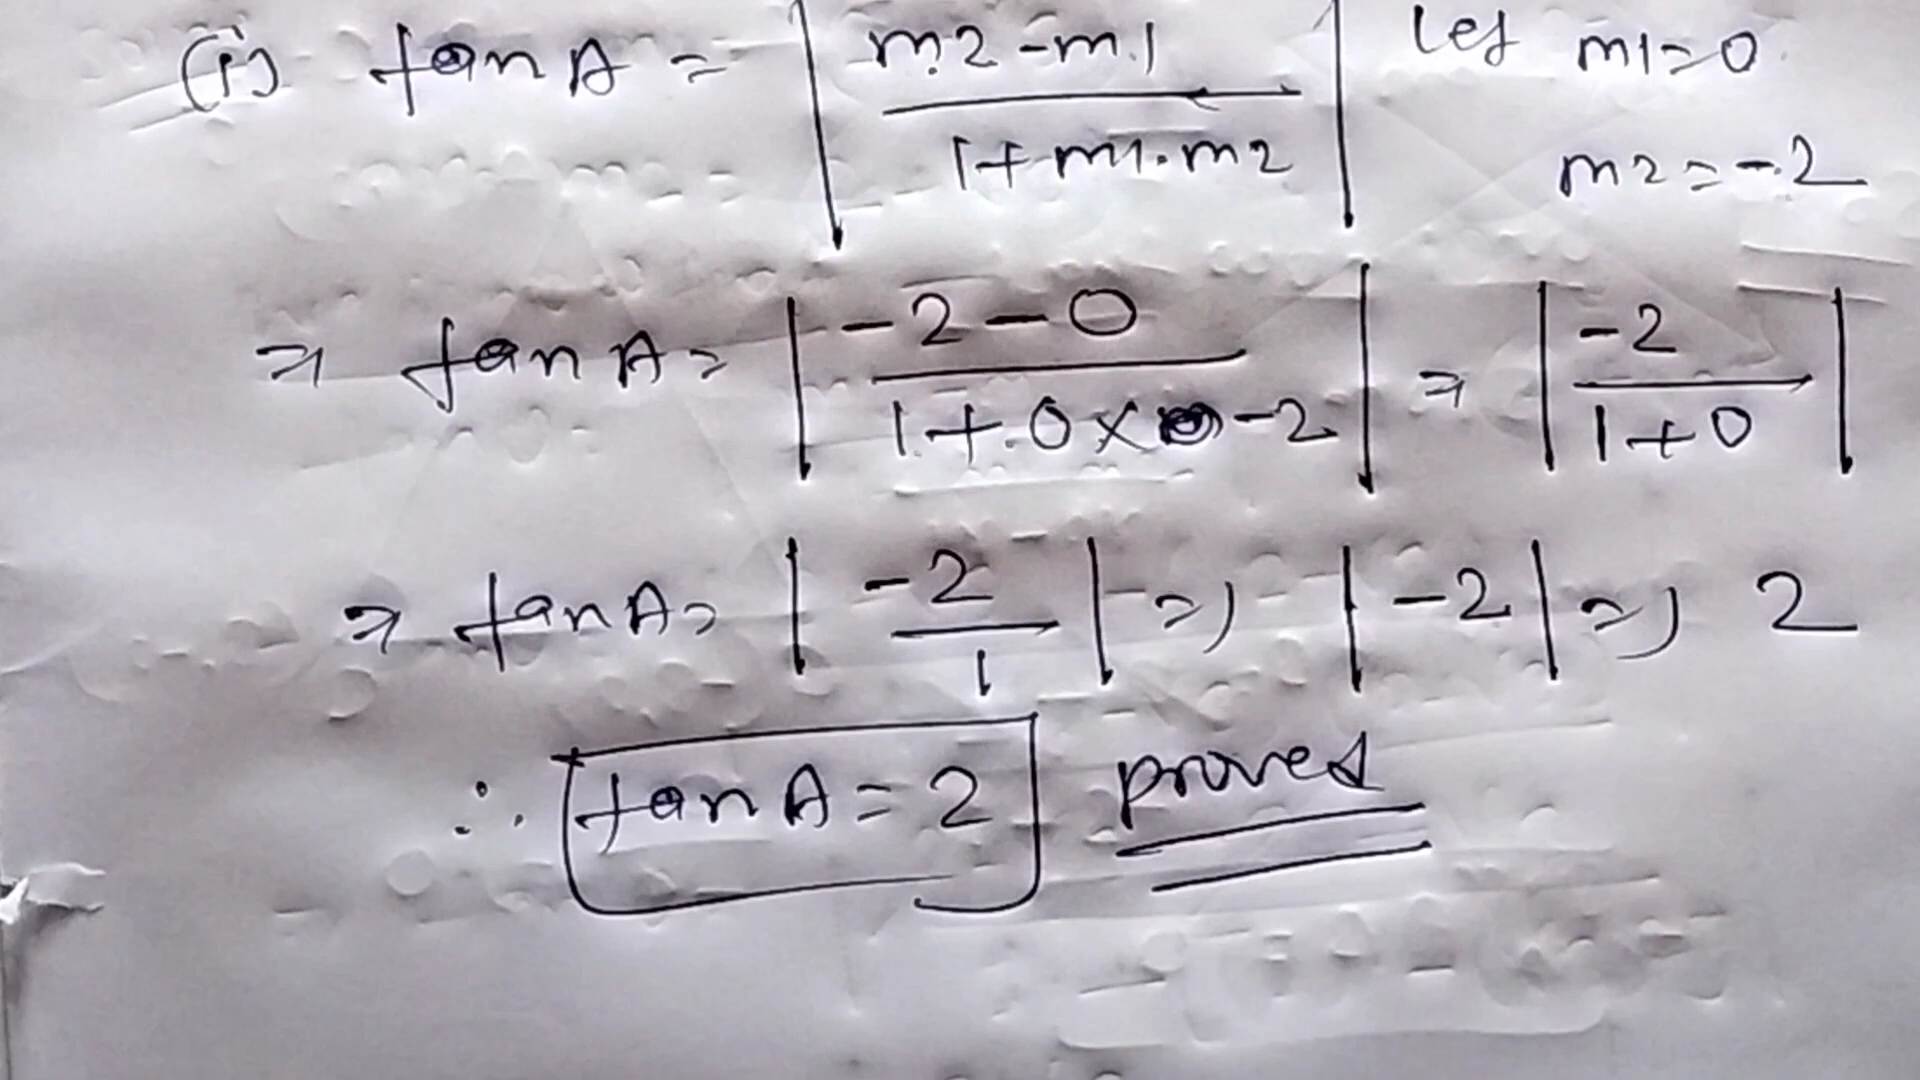 (i) tan A = | m2 - m1 / 1 + m1.m2 | Let m1 = 0
m2 = -2
⇒ tan A = | -2 - 0 / 1 + 0 × -2 | ⇒ | -2 / 1 + 0 |
⇒ tan A = | -2 / 1 | ⇒ | -2 | ⇒ 2
∴ tan A = 2 proved